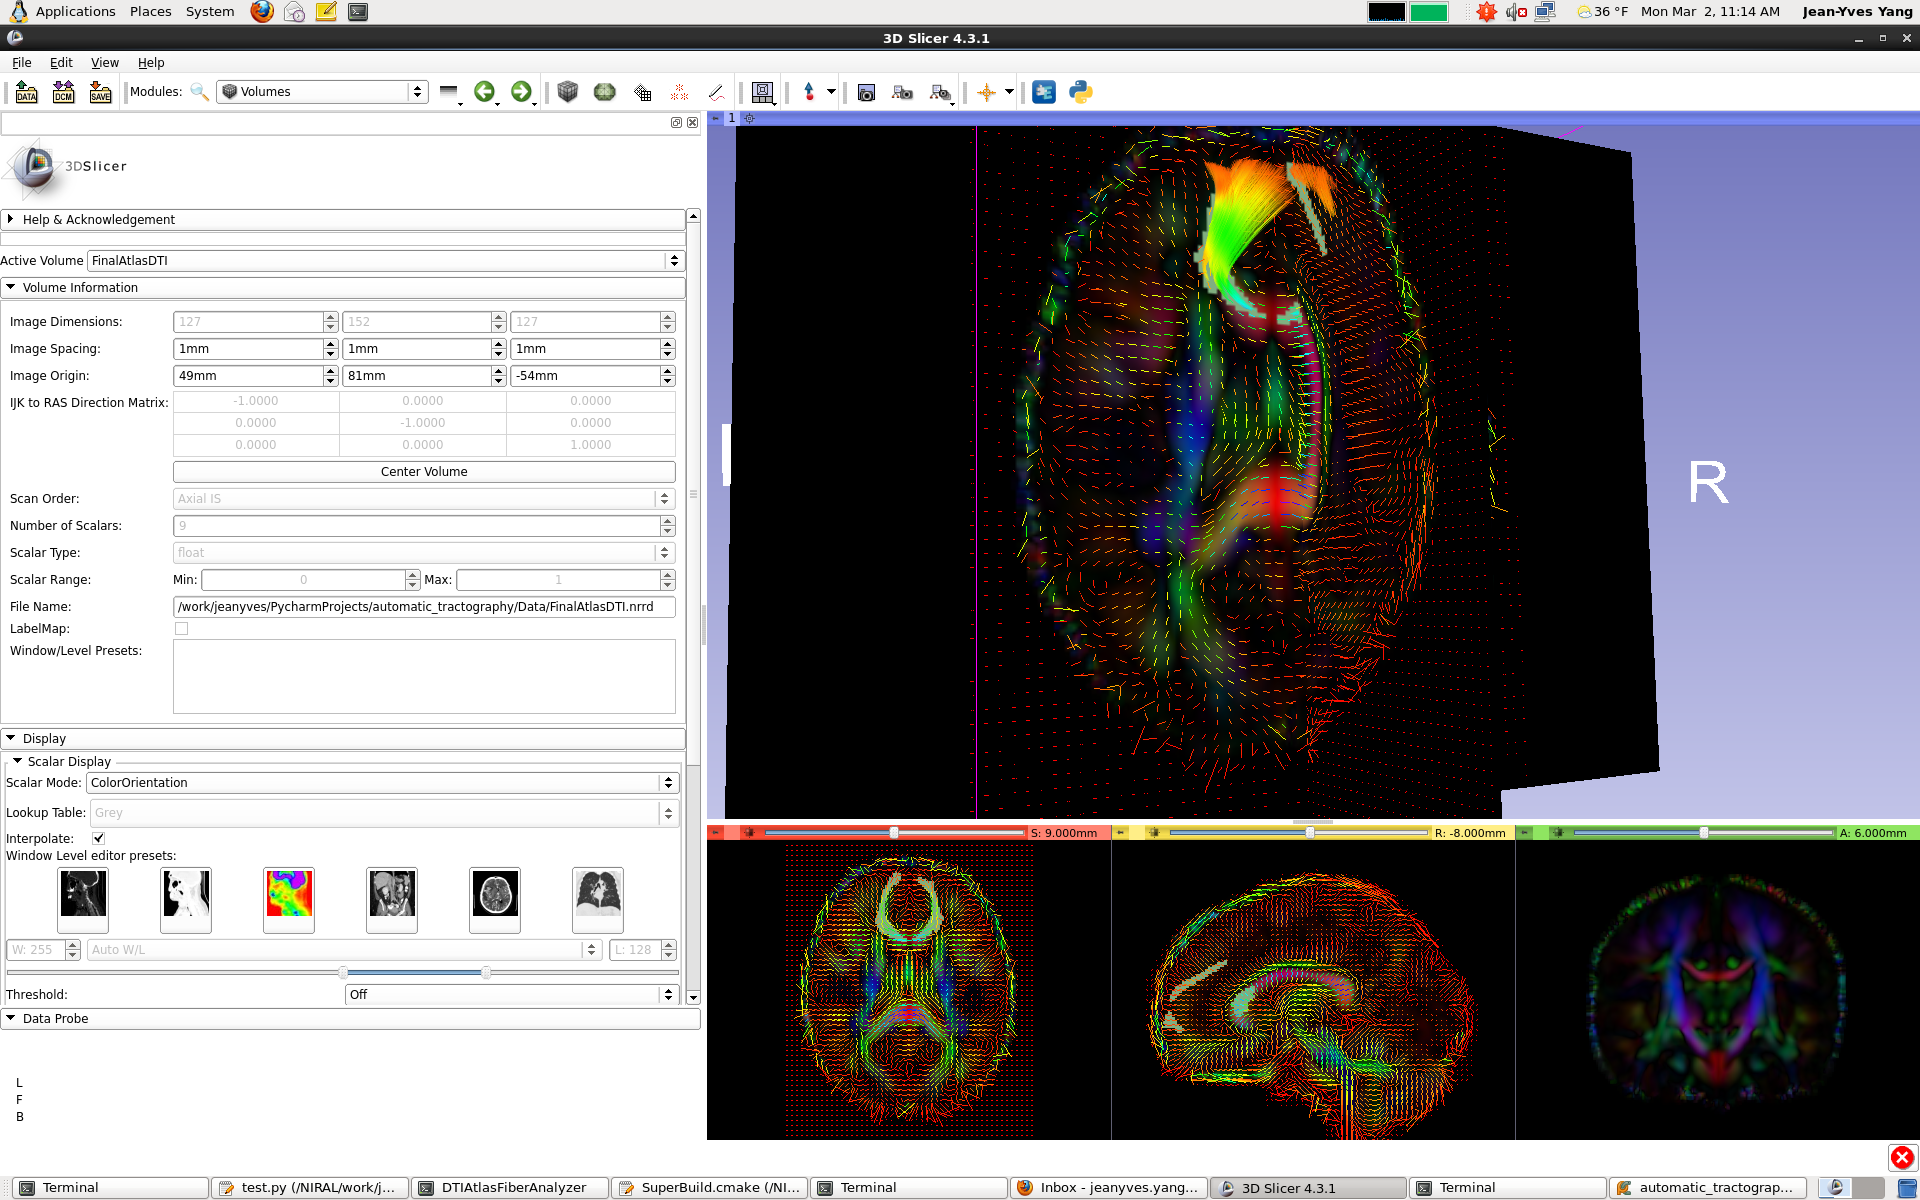 Applications Places System
36 °F Mon Mar 2, 11:14 AM Jean-Yves Yang
3D Slicer 4.3.1
File Edit View Help
DATA DCM SAVE Modules: Volumes
1
3DSlicer
Help & Acknowledgement
Active Volume FinalAtlasDTI
Volume Information
Image Dimensions: 127 152 127
Image Spacing: 1mm 1mm 1mm
Image Origin: 49mm 81mm -54mm
IJK to RAS Direction Matrix: -1.0000 0.0000 0.0000
0.0000 -1.0000 0.0000
0.0000 0.0000 1.0000
Center Volume
Scan Order: Axial IS
Number of Scalars: 9
Scalar Type: float
Scalar Range: Min: 0 Max: 1
File Name: /work/jeanyves/PycharmProjects/automatic_tractography/Data/FinalAtlasDTI.nrrd
LabelMap:
Window/Level Presets:
Display
Scalar Display
Scalar Mode: ColorOrientation
Lookup Table: Grey
Interpolate:
Window Level editor presets:
W: 255 Auto W/L L: 128
Threshold: Off
Data Probe
L
F
B
R
S: 9.000mm R: -8.000mm A: 6.000mm
Terminal test.py (/NIRAL/work/j... DTIAtlasFiberAnalyzer SuperBuild.cmake (/NI... Terminal Inbox - jeanyves.yang... 3D Slicer 4.3.1 Terminal automatic_tractograp...